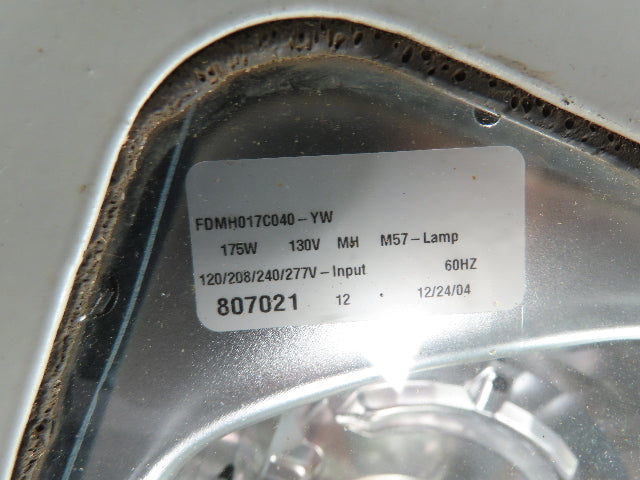 FDMH017C040-YW
175W 130V MH M57-Lamp
120/208/240/277V-Input 60HZ
807021 12 12/24/04